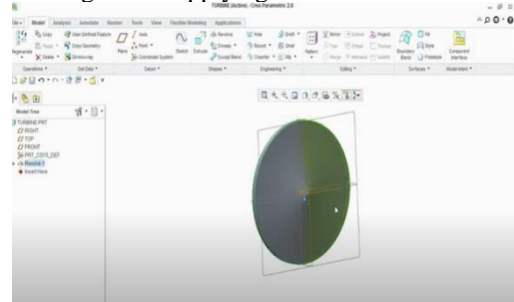 TURBINE (Active) - Creo Parametric 2.0
File Model Analysis Annotate Render Tools View Flexible Modeling Applications
Regenerate
Copy
Paste
Delete
User-Defined Feature
Copy Geometry
Shrinkwrap
Plane
Axis
Point
Coordinate System
Sketch
Extrude
Revolve
Sweep
Swept Blend
Hole
Round
Chamfer
Draft
Shell
Rib
Pattern
Mirror
Trim
Merge
Extend
Offset
Intersect
Project
Thicken
Solidify
Boundary Blend
Fill
Style
Freestyle
Component Interface
Operations Get Data Datum Shapes Engineering Editing Surfaces Model Intent
Model Tree
TURBINE.PRT
RIGHT
TOP
FRONT
PRT_CSYS_DEF
Revolve 1
Insert Here